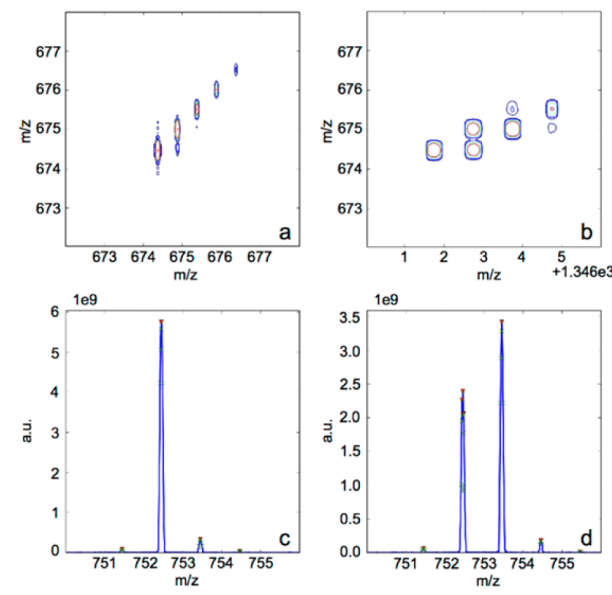 677
676
675
674
673
m/z
673 674 675 676 677
m/z
a
677
676
675
674
673
m/z
1 2 3 4 5
+1.346e3
m/z
b
1e9
6
5
4
3
2
1
0
a.u.
751 752 753 754 755
m/z
c
1e9
3.5
3.0
2.5
2.0
1.5
1.0
0.5
0.0
a.u.
751 752 753 754 755
m/z
d